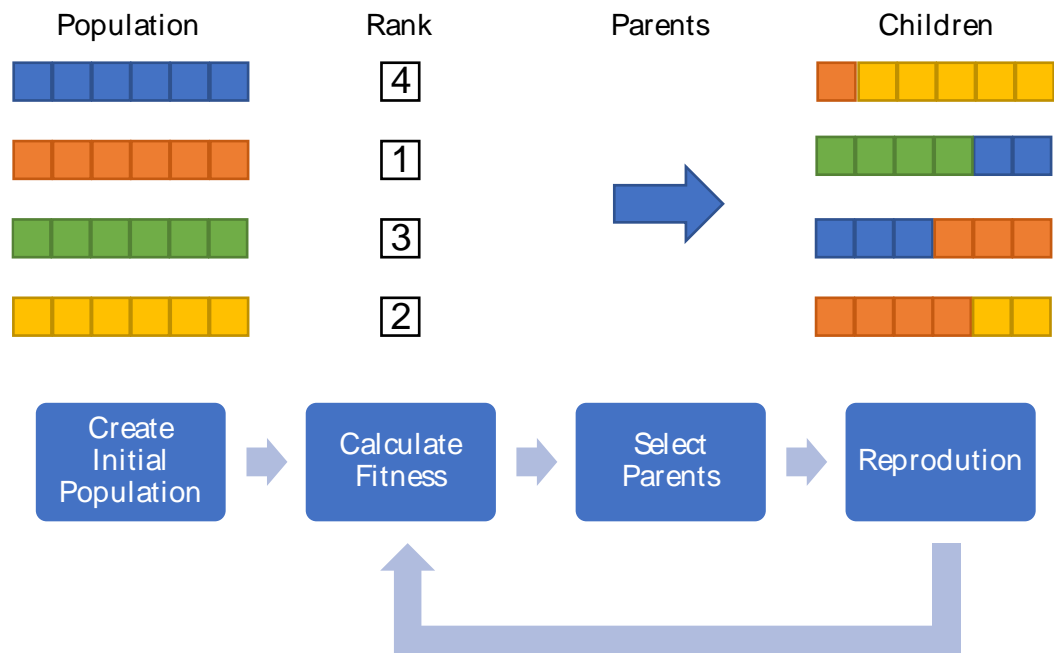 Population Rank Parents Children
4
1
3
2
Create
Initial
Population
Calculate
Fitness
Select
Parents
Reprodution